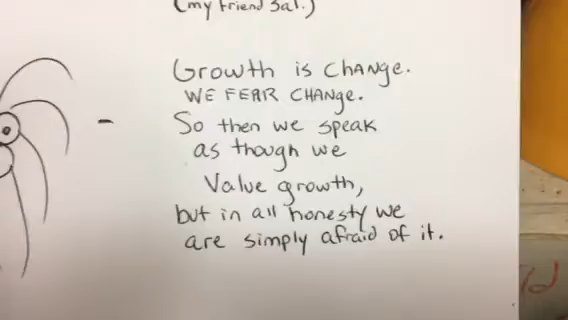 (my friend Sal.)
Growth is change.
WE FEAR CHANGE.
So then we speak
as though we
Value growth,
but in all honesty we
are simply afraid of it.